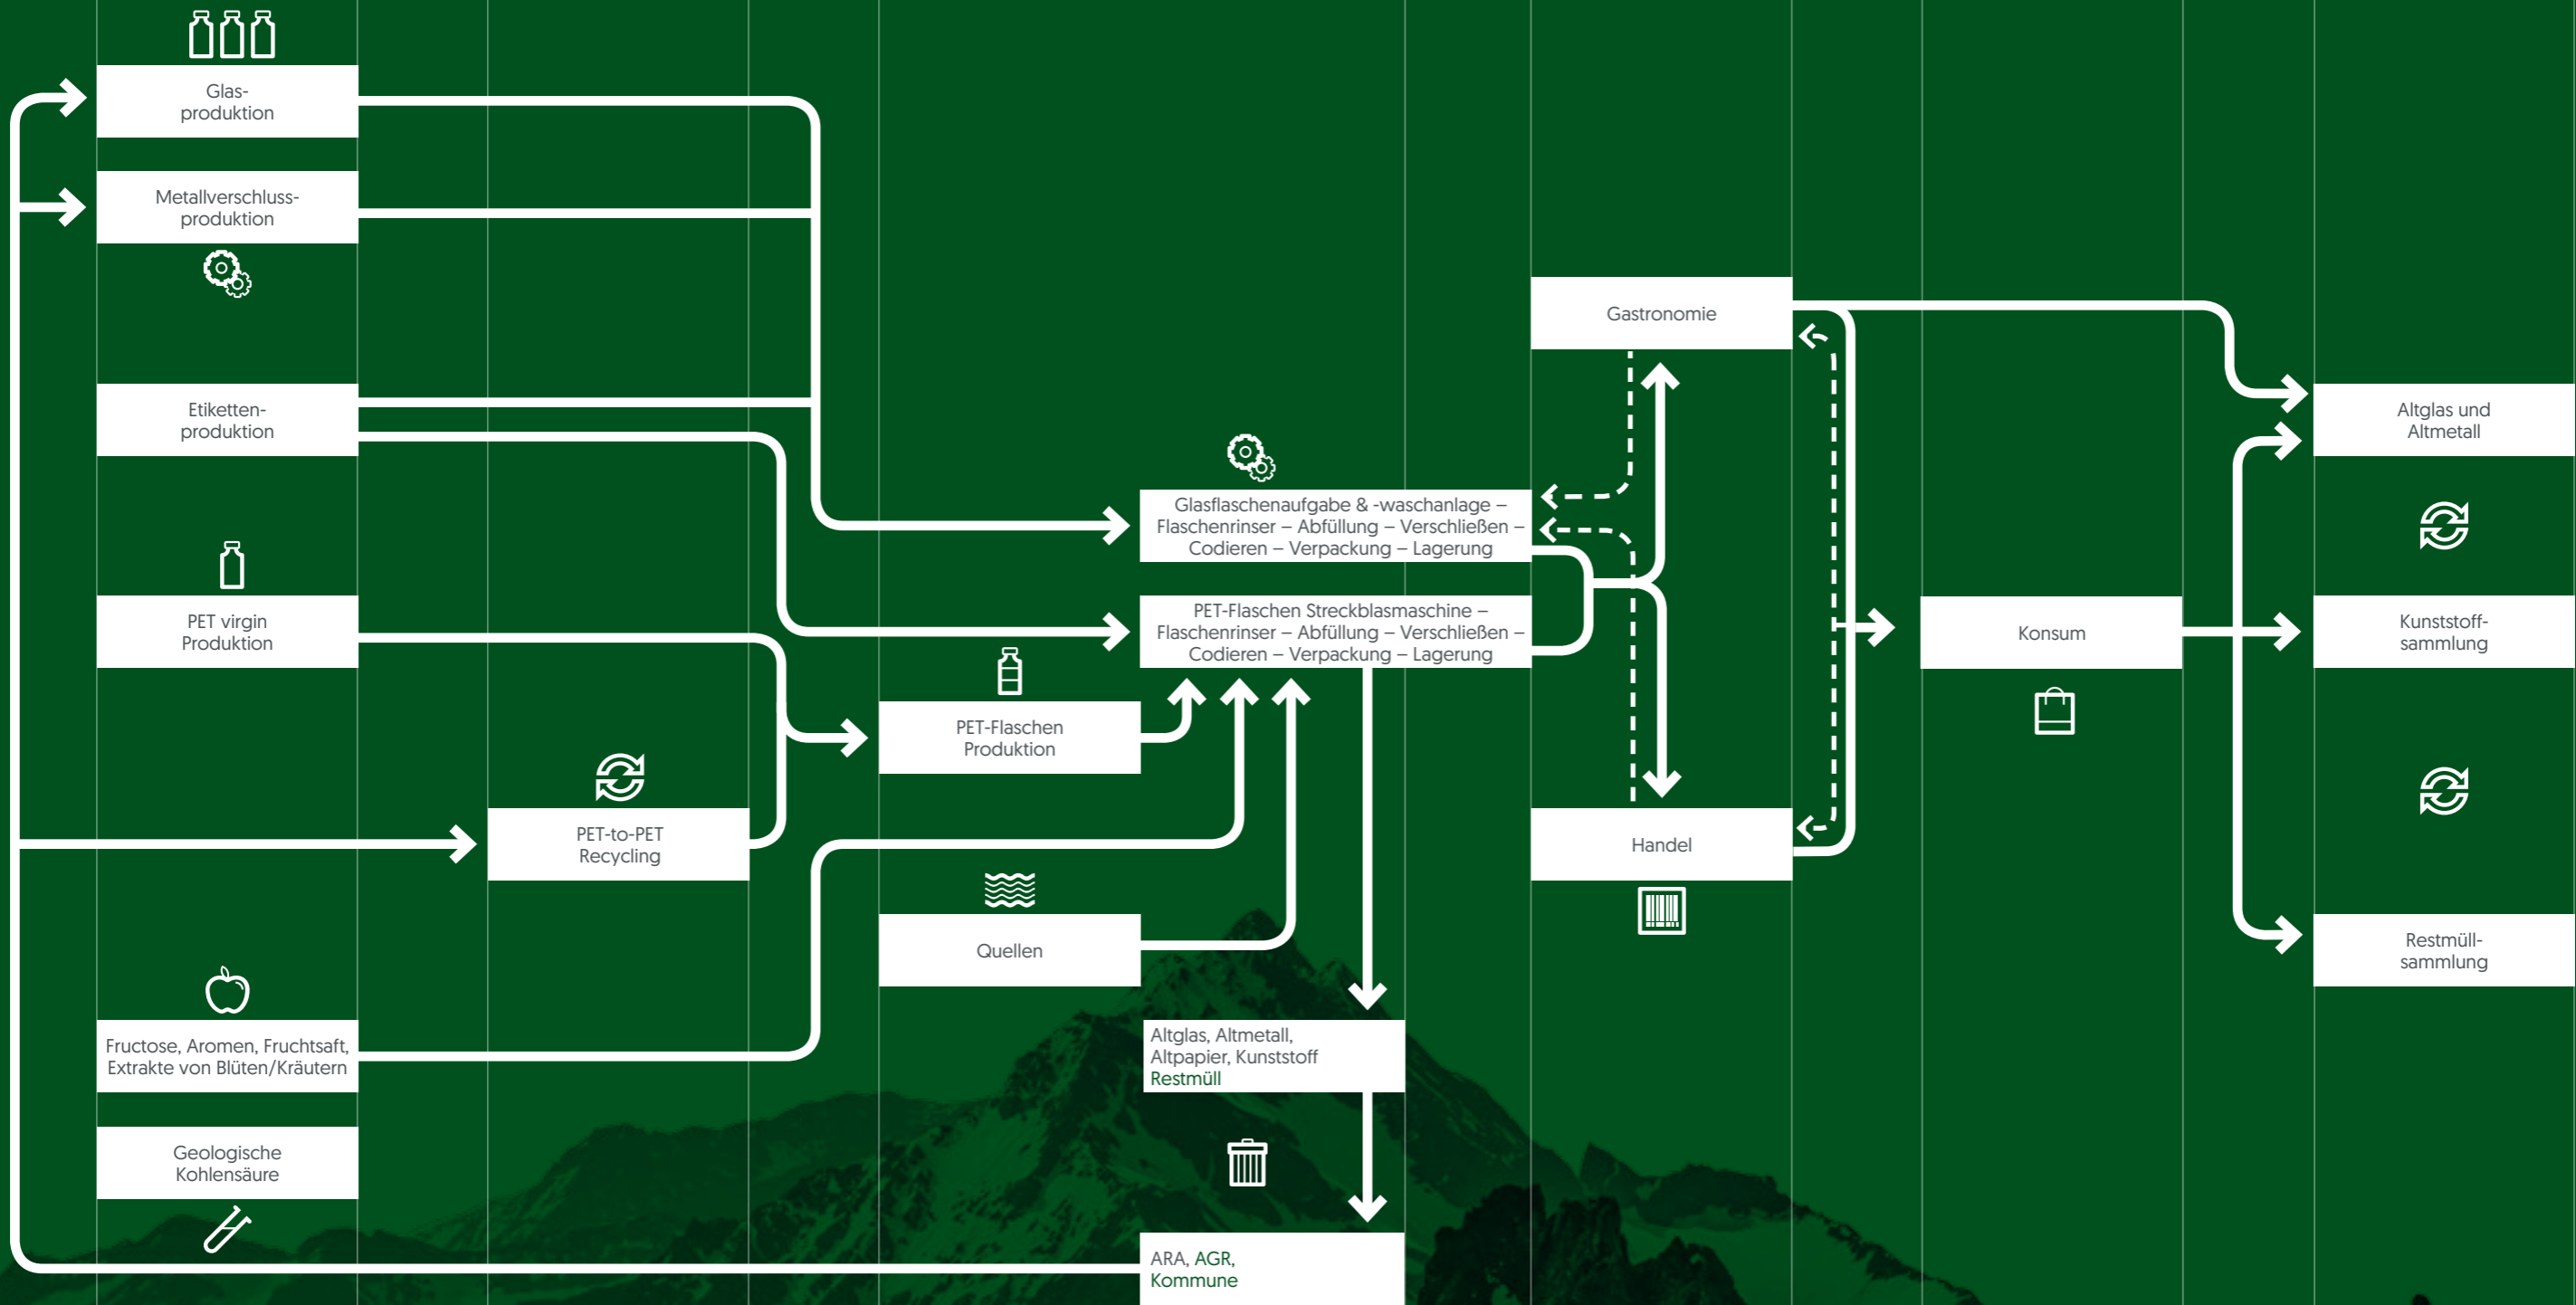 Glas-
produktion
Metallverschluss-
produktion
Etiketten-
produktion
PET virgin
Produktion
PET-to-PET
Recycling
Fructose, Aromen, Fruchtsaft,
Extrakte von Blüten/Kräutern
Geologische
Kohlensäure
PET-Flaschen
Produktion
Quellen
Glasflaschenaufgabe & -waschanlage –
Flaschenrinser – Abfüllung – Verschließen –
Codieren – Verpackung – Lagerung
PET-Flaschen Streckblasmaschine –
Flaschenrinser – Abfüllung – Verschließen –
Codieren – Verpackung – Lagerung
Altglas, Altmetall,
Altpapier, Kunststoff
Restmüll
ARA, AGR,
Kommune
Gastronomie
Handel
Konsum
Altglas und
Altmetall
Kunststoff-
sammlung
Restmüll-
sammlung